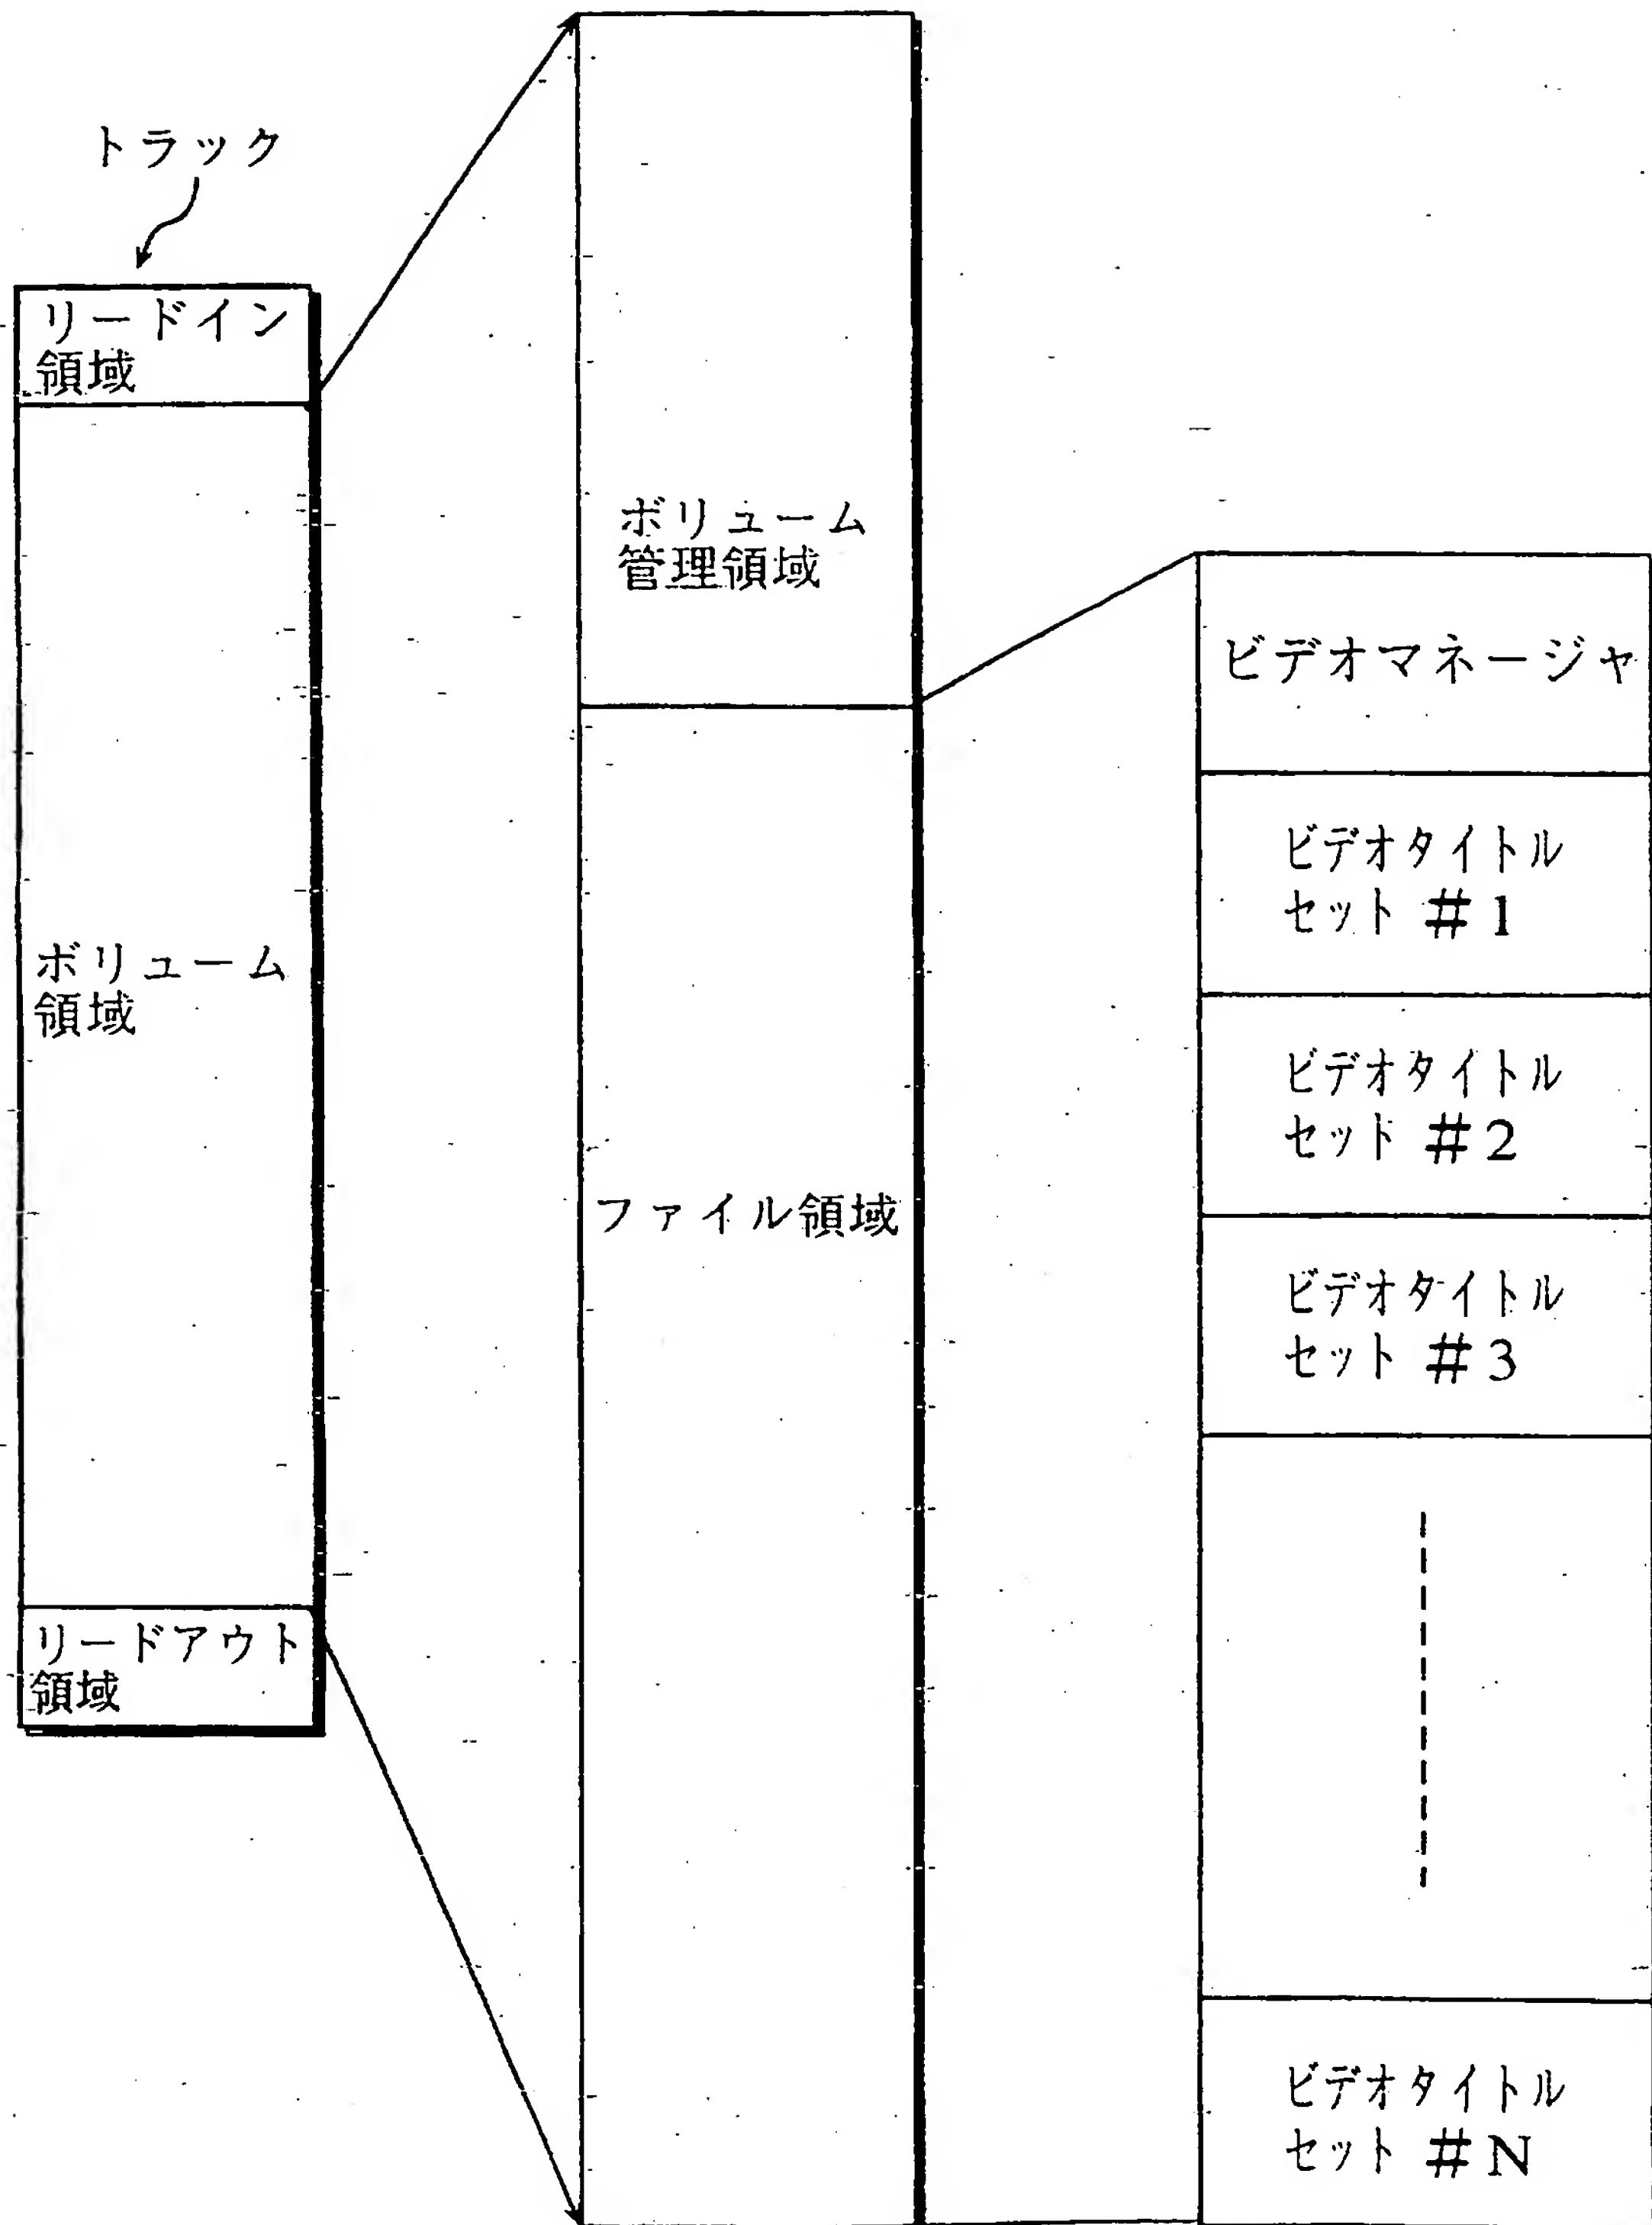 トラック
リードイン
領域
ボリューム
領域
リードアウト
領域
ボリューム
管理領域
ファイル領域
ビデオマネージャ
ビデオタイトル
セット #1
ビデオタイトル
セット #2
ビデオタイトル
セット #3
ビデオタイトル
セット #N